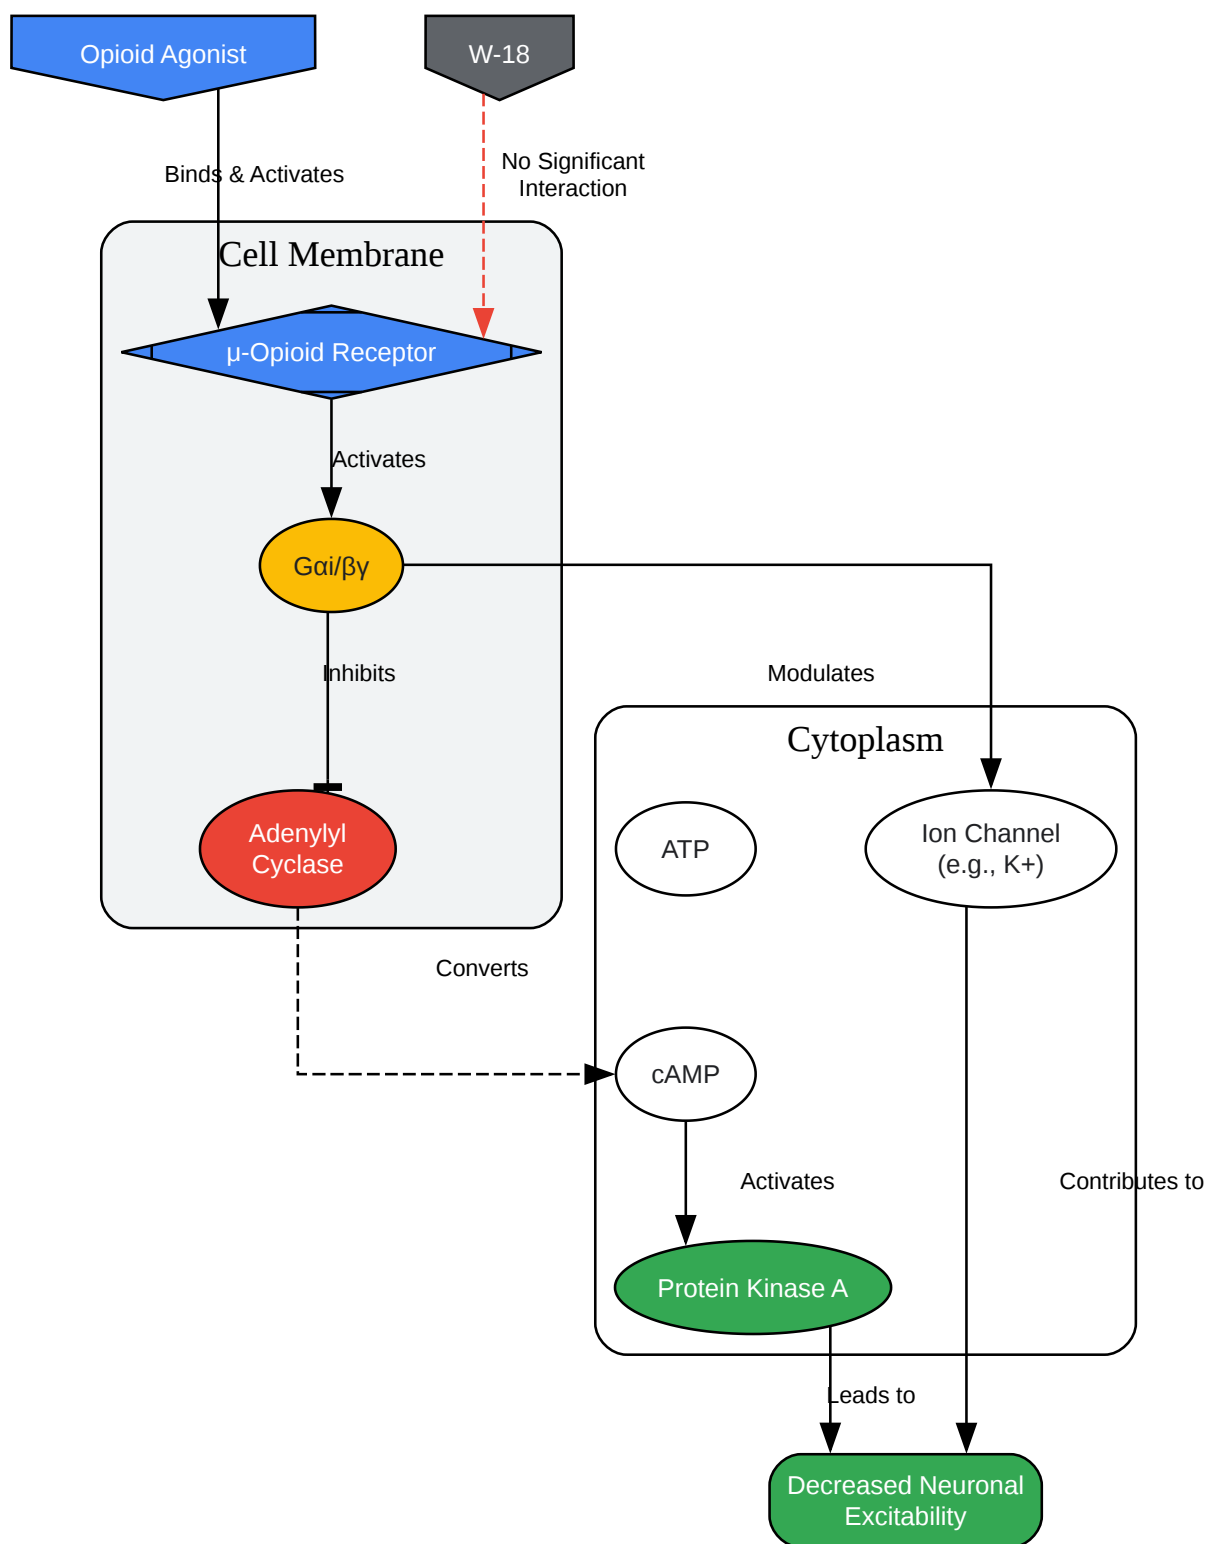 Opioid Agonist
W-18
Binds & Activates
No Significant
Interaction
Cell Membrane
μ-Opioid Receptor
Activates
Gαi/βγ
Inhibits
Modulates
Cytoplasm
Adenylyl
Cyclase
ATP
Ion Channel
(e.g., K+)
Converts
cAMP
Activates
Contributes to
Protein Kinase A
Leads to
Decreased Neuronal
Excitability